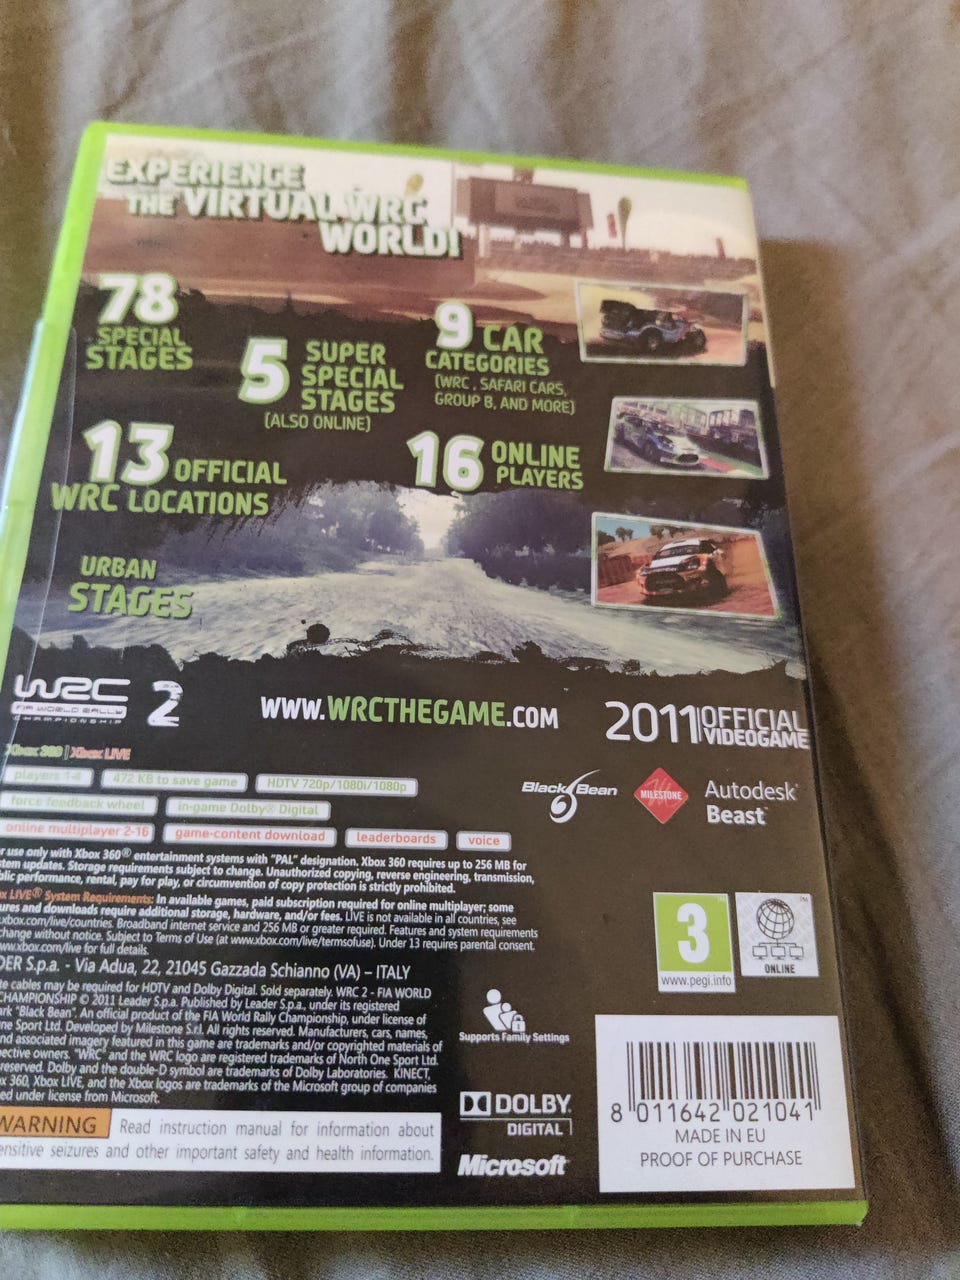 EXPERIENCE
THE VIRTUAL WRC
WORLD!
78
SPECIAL
STAGES
5 SUPER
SPECIAL
STAGES
(ALSO ONLINE)
9 CAR
CATEGORIES
(WRC, SAFARI CARS,
GROUP B, AND MORE)
13 OFFICIAL
WRC LOCATIONS
16 ONLINE
PLAYERS
URBAN
STAGES
WRC 2
FIA WORLD RALLY
CHAMPIONSHIP
WWW.WRCTHEGAME.COM
2011 OFFICIAL
VIDEOGAME
Xbox 360 | Xbox LIVE
players 1-4 472 KB to save game HDTV 720p/1080i/1080p
force feedback wheel in-game Dolby® Digital
online multiplayer 2-16 game-content download leaderboards voice
Black Bean
MILESTONE
Autodesk®
Beast™
use only with Xbox 360® entertainment systems with "PAL" designation. Xbox 360 requires up to 256 MB for
updates. Storage requirements subject to change. Unauthorized copying, reverse engineering, transmission,
performance, rental, pay for play, or circumvention of copy protection is strictly prohibited.
LIVE® System Requirements: In available games, paid subscription required for online multiplayer; some
and downloads require additional storage, hardware, and/or fees. LIVE is not available in all countries, see
xbox.com/live/countries. Broadband internet service and 256 MB or greater required. Features and system requirements
change without notice. Subject to Terms of Use (at www.xbox.com/live/termsofuse). Under 13 requires parental consent.
www.xbox.com/live for full details.
DER S.p.a. - Via Adua, 22, 21045 Gazzada Schianno (VA) – ITALY
cables may be required for HDTV and Dolby Digital. Sold separately. WRC 2 - FIA WORLD
CHAMPIONSHIP © 2011 Leader S.p.a. Published by Leader S.p.a., under its registered
"Black Bean". An official product of the FIA World Rally Championship, under license of
Sport Ltd. Developed by Milestone S.r.l. All rights reserved. Manufacturers, cars, names,
and associated imagery featured in this game are trademarks and/or copyrighted materials of
owners. "WRC" and the WRC logo are registered trademarks of North One Sport Ltd.
reserved. Dolby and the double-D symbol are trademarks of Dolby Laboratories. KINECT,
360, Xbox LIVE, and the Xbox logos are trademarks of the Microsoft group of companies
under license from Microsoft.
WARNING Read instruction manual for information about
seizures and other important safety and health information.
3
www.pegi.info
ONLINE
Supports Family Settings
DOLBY
DIGITAL
Microsoft®
8 011642 021041
MADE IN EU
PROOF OF PURCHASE